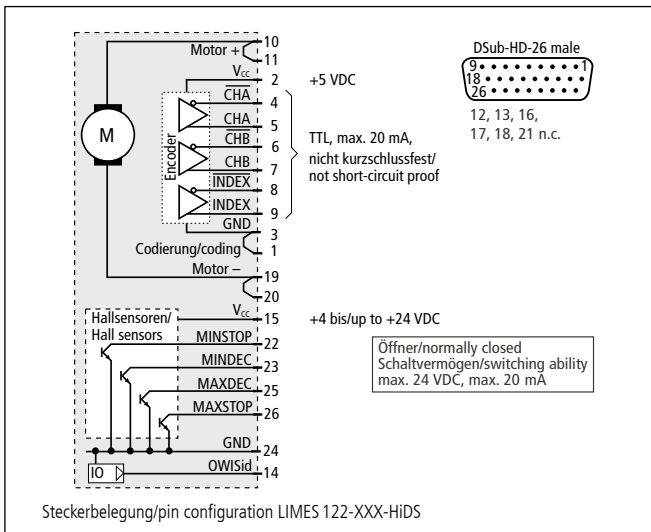 Motor +
10
11
Vcc
2
+5 VDC
CHA
4
CHA
5
CHB
6
CHB
7
INDEX
8
INDEX
9
GND
3
Codierung/coding
1
Motor –
19
20
M
Encoder
TTL, max. 20 mA,
nicht kurzschlussfest/
not short-circuit proof
DSub-HD-26 male
9
1
18
26
12, 13, 16,
17, 18, 21 n.c.
Hallsensoren/
Hall sensors
Vcc
15
+4 bis/up to +24 VDC
MINSTOP
22
MINDEC
23
MAXDEC
25
MAXSTOP
26
GND
24
OWISid
14
IO
Öffner/normally closed
Schaltvermögen/switching ability
max. 24 VDC, max. 20 mA
Steckerbelegung/pin configuration LIMES 122-XXX-HiDS